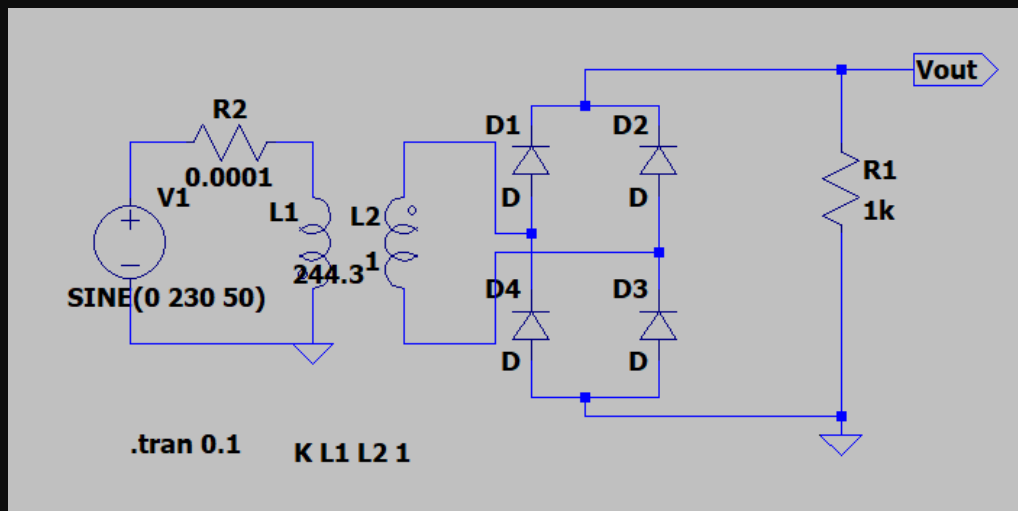 R2
0.0001
V1
SINE(0 230 50)
L1
244.3
L2
1
D1
D
D2
D
D4
D
D3
D
Vout
R1
1k
.tran 0.1
K L1 L2 1